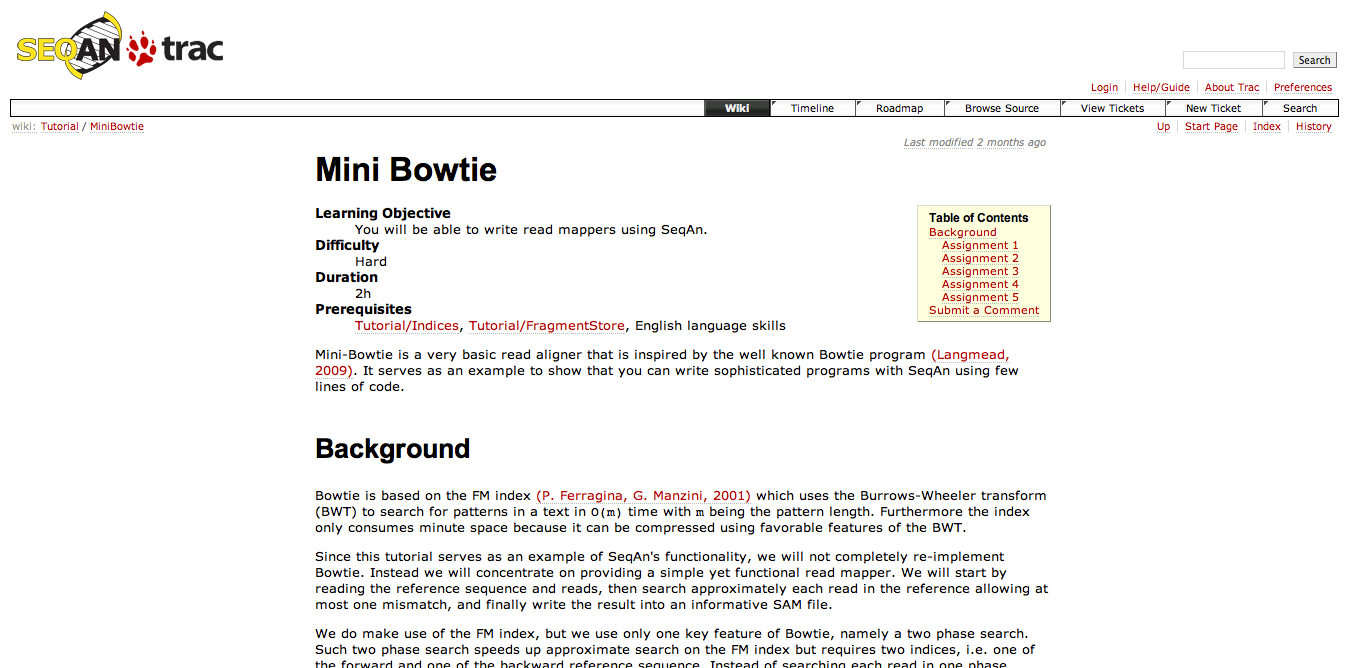 SEQAN trac
Search
Login Help/Guide About Trac Preferences
Wiki Timeline Roadmap Browse Source View Tickets New Ticket Search
wiki: Tutorial / MiniBowtie
Up Start Page Index History
Last modified 2 months ago
Mini Bowtie
Learning Objective
You will be able to write read mappers using SeqAn.
Difficulty
Hard
Duration
2h
Prerequisites
Tutorial/Indices, Tutorial/FragmentStore, English language skills
Table of Contents
Background
Assignment 1
Assignment 2
Assignment 3
Assignment 4
Assignment 5
Submit a Comment
Mini-Bowtie is a very basic read aligner that is inspired by the well known Bowtie program (Langmead,
2009). It serves as an example to show that you can write sophisticated programs with SeqAn using few
lines of code.
Background
Bowtie is based on the FM index (P. Ferragina, G. Manzini, 2001) which uses the Burrows-Wheeler transform
(BWT) to search for patterns in a text in O(m) time with m being the pattern length. Furthermore the index
only consumes minute space because it can be compressed using favorable features of the BWT.
Since this tutorial serves as an example of SeqAn's functionality, we will not completely re-implement
Bowtie. Instead we will concentrate on providing a simple yet functional read mapper. We will start by
reading the reference sequence and reads, then search approximately each read in the reference allowing at
most one mismatch, and finally write the result into an informative SAM file.
We do make use of the FM index, but we use only one key feature of Bowtie, namely a two phase search.
Such two phase search speeds up approximate search on the FM index but requires two indices, i.e. one of
the forward and one of the backward reference sequence. Instead of searching each read in one phase,